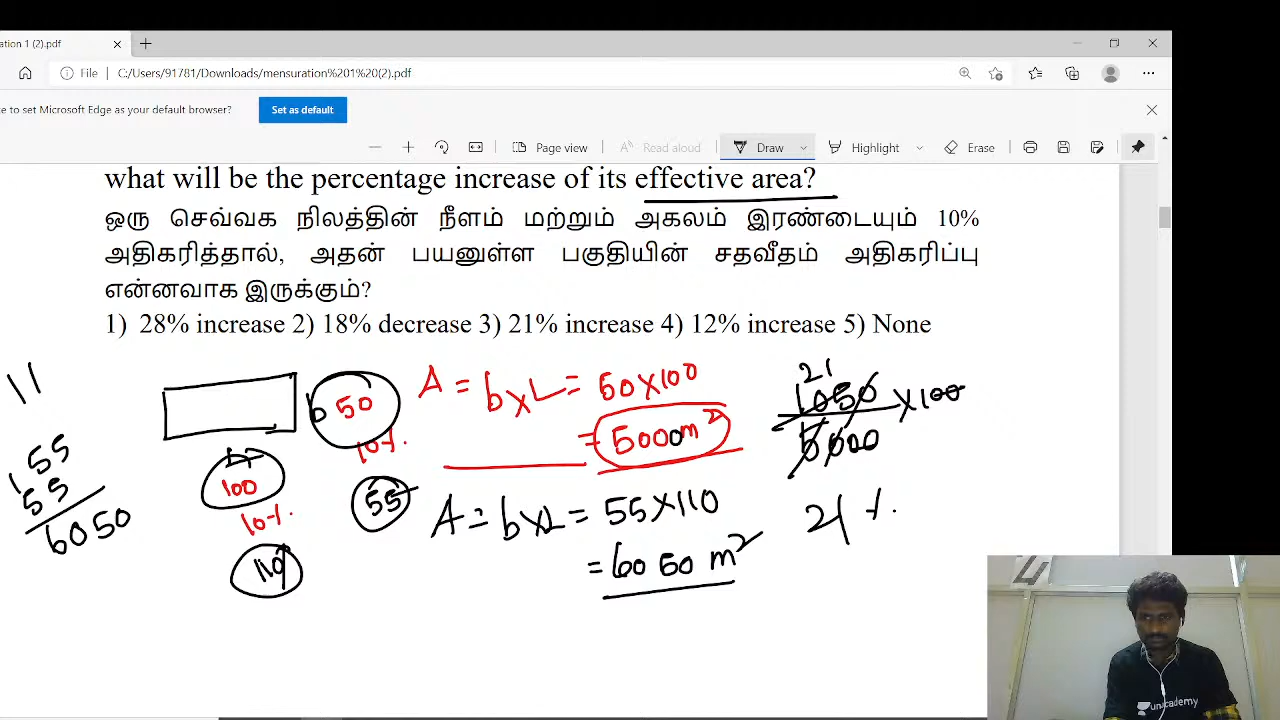 ation 1 (2).pdf
File C:/Users/91781/Downloads/mensuration%201%20(2).pdf
e to set Microsoft Edge as your default browser? Set as default
Page view Read aloud Draw Highlight Erase
what will be the percentage increase of its effective area?
ஒரு செவ்வக நிலத்தின் நீளம் மற்றும் அகலம் இரண்டையும் 10%
அதிகரித்தால், அதன் பயனுள்ள பகுதியின் சதவீதம் அதிகரிப்பு
என்னவாக இருக்கும்?
1) 28% increase 2) 18% decrease 3) 21% increase 4) 12% increase 5) None
11
155
55
6050
b 50
10%
55
100
10%
110
A = b×L = 50×100
= 5000m²
A = b×L = 55×110
= 6050 m²
21
1050 ×100
5000
21 %
unacademy